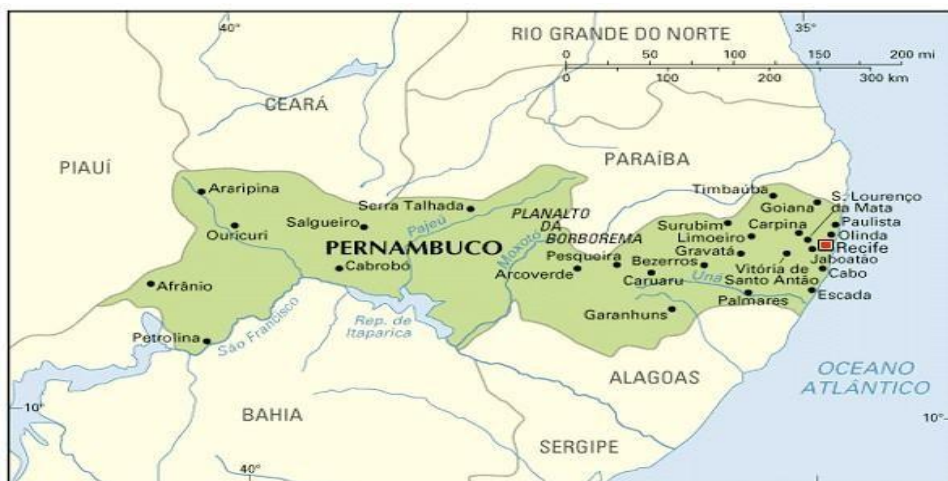 40°
35°
RIO GRANDE DO NORTE
0 50 100 150 200 mi
0 100 200 300 km
CEARÁ
PIAUÍ
PARAÍBA
Araripina
Timbaúba
S. Lourenço
da Mata
Goiana
Serra Talhada
Salgueiro
Pajeú
PLANALTO
DA
BORBOREMA
Surubim
Carpina
Paulista
Ouricuri
Limoeiro
Olinda
PERNAMBUCO
Moxotó
Gravatá
Recife
Pesqueira
Bezerros
Jaboatão
Cabrobó
Arcoverde
Caruaru
Una
Vitória de
Santo Antão
Cabo
Afrânio
Palmares
Escada
Garanhuns
São Francisco
Rep. de
Itaparica
Petrolina
ALAGOAS
OCEANO
ATLÂNTICO
10°
BAHIA
10°
SERGIPE
40°